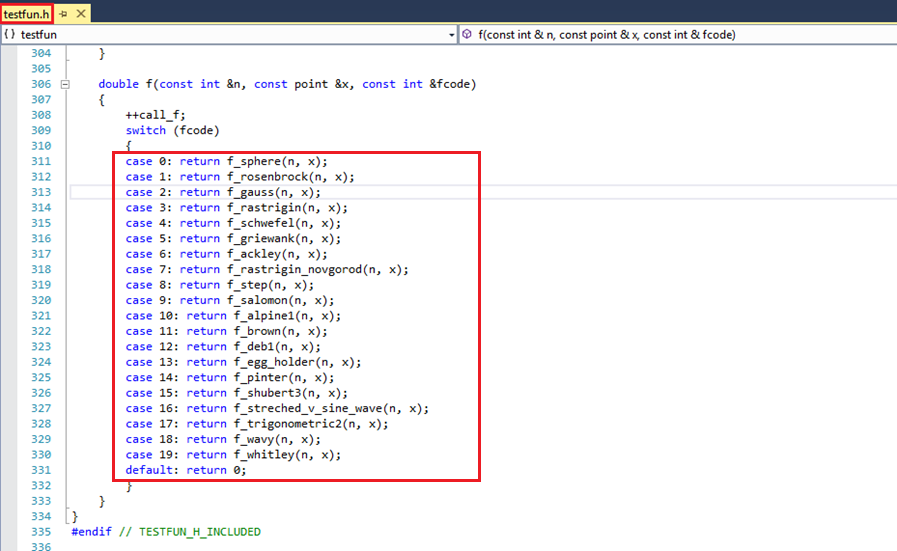 testfun.h
{ } testfun f(const int & n, const point & x, const int & fcode)
304 }
305
306 double f(const int &n, const point &x, const int &fcode)
307 {
308 ++call_f;
309 switch (fcode)
310 {
311 case 0: return f_sphere(n, x);
312 case 1: return f_rosenbrock(n, x);
313 case 2: return f_gauss(n, x);
314 case 3: return f_rastrigin(n, x);
315 case 4: return f_schwefel(n, x);
316 case 5: return f_griewank(n, x);
317 case 6: return f_ackley(n, x);
318 case 7: return f_rastrigin_novgorod(n, x);
319 case 8: return f_step(n, x);
320 case 9: return f_salomon(n, x);
321 case 10: return f_alpine1(n, x);
322 case 11: return f_brown(n, x);
323 case 12: return f_deb1(n, x);
324 case 13: return f_egg_holder(n, x);
325 case 14: return f_pinter(n, x);
326 case 15: return f_shubert3(n, x);
327 case 16: return f_streched_v_sine_wave(n, x);
328 case 17: return f_trigonometric2(n, x);
329 case 18: return f_wavy(n, x);
330 case 19: return f_whitley(n, x);
331 default: return 0;
332 }
333 }
334 }
335 #endif // TESTFUN_H_INCLUDED
336